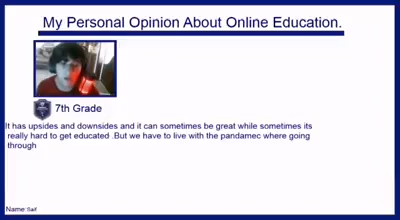 My Personal Opinion About Online Education.
7th Grade
It has upsides and downsides and it can sometimes be great while sometimes its
really hard to get educated .But we have to live with the pandamec where going
through
Name: